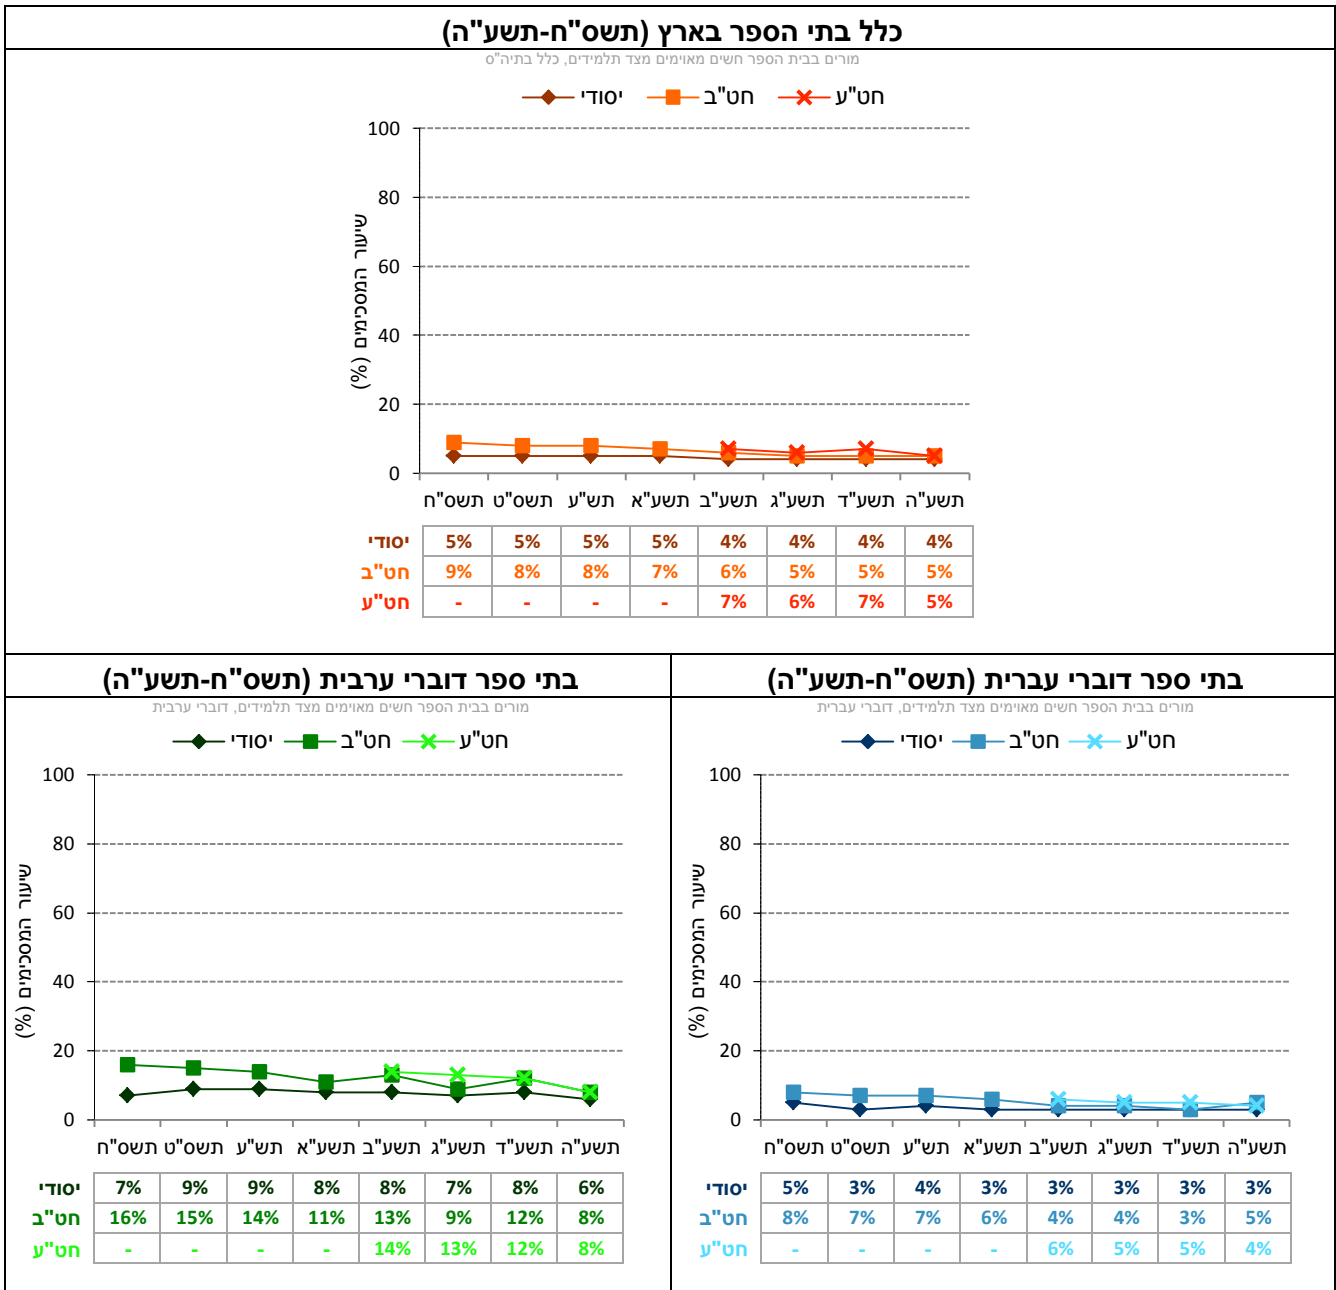 כלל בתי הספר בארץ (תשס"ח-תשע"ה)
מורים בבית הספר חשים מאוימים מצד תלמידים, כלל בתיה"ס
יסודי חט"ב חט"ע
שיעור המסכימים (%)
100
80
60
40
20
0
תשס"ח תשס"ט תש"ע תשע"א תשע"ב תשע"ג תשע"ד תשע"ה
יסודי 5% 5% 5% 5% 4% 4% 4% 4%
חט"ב 9% 8% 8% 7% 6% 5% 5% 5%
חט"ע - - - - 7% 6% 7% 5%
בתי ספר דוברי עברית (תשס"ח-תשע"ה)
מורים בבית הספר חשים מאוימים מצד תלמידים, דוברי עברית
יסודי חט"ב חט"ע
שיעור המסכימים (%)
100
80
60
40
20
0
תשס"ח תשס"ט תש"ע תשע"א תשע"ב תשע"ג תשע"ד תשע"ה
יסודי 5% 3% 4% 3% 3% 3% 3% 3%
חט"ב 8% 7% 7% 6% 4% 4% 3% 5%
חט"ע - - - - 6% 5% 5% 4%
בתי ספר דוברי ערבית (תשס"ח-תשע"ה)
מורים בבית הספר חשים מאוימים מצד תלמידים, דוברי ערבית
יסודי חט"ב חט"ע
שיעור המסכימים (%)
100
80
60
40
20
0
תשס"ח תשס"ט תש"ע תשע"א תשע"ב תשע"ג תשע"ד תשע"ה
יסודי 7% 9% 9% 8% 8% 7% 8% 6%
חט"ב 16% 15% 14% 11% 13% 9% 12% 8%
חט"ע - - - - 14% 13% 12% 8%